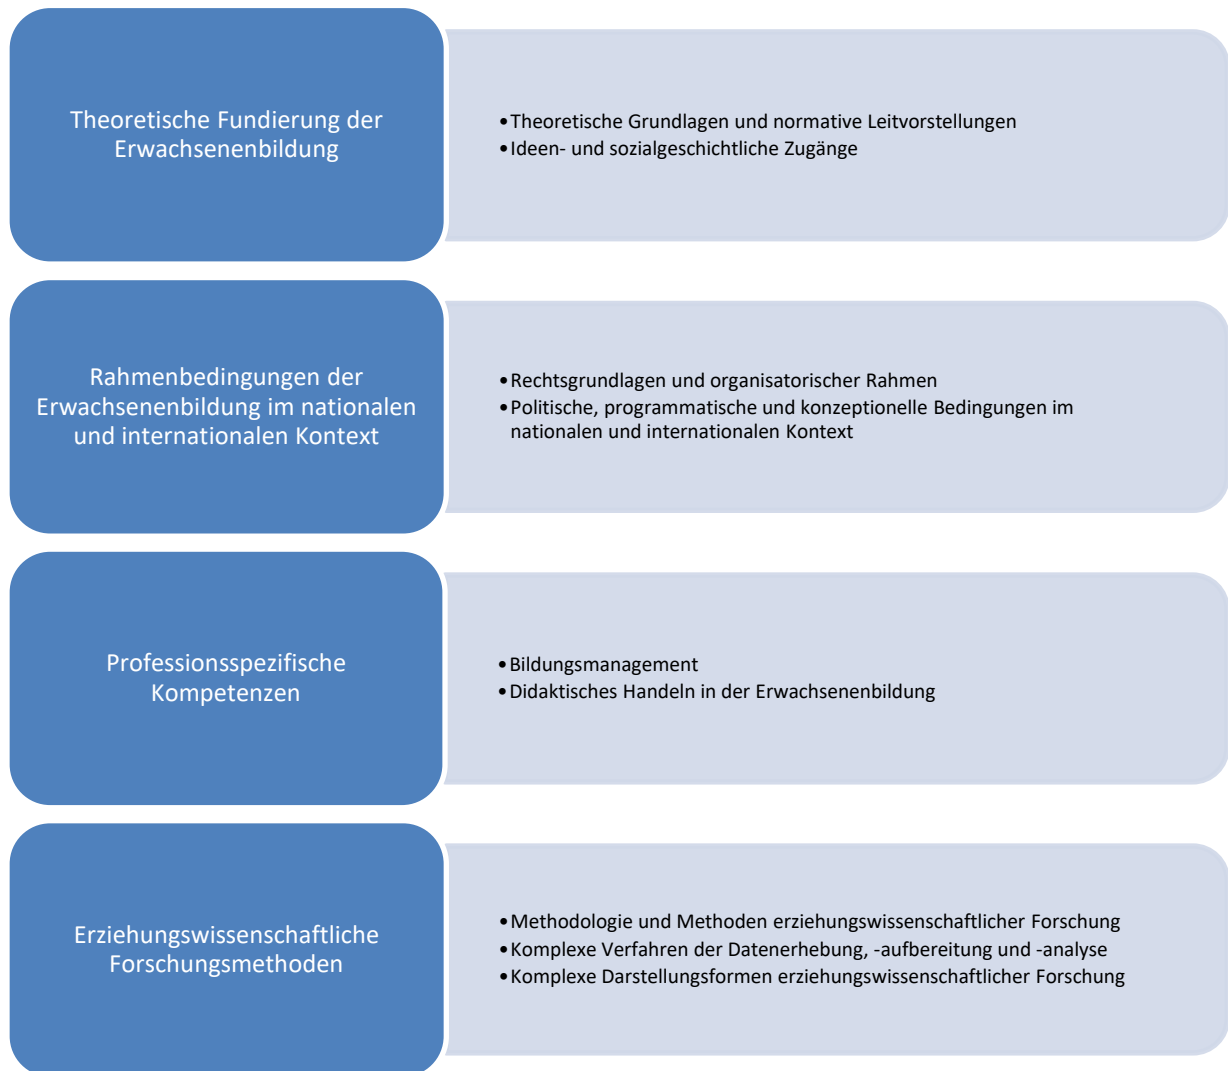 Theoretische Fundierung der
Erwachsenenbildung
•Theoretische Grundlagen und normative Leitvorstellungen
•Ideen- und sozialgeschichtliche Zugänge
Rahmenbedingungen der
Erwachsenenbildung im nationalen
und internationalen Kontext
•Rechtsgrundlagen und organisatorischer Rahmen
•Politische, programmatische und konzeptionelle Bedingungen im
nationalen und internationalen Kontext
Professionsspezifische
Kompetenzen
•Bildungsmanagement
•Didaktisches Handeln in der Erwachsenenbildung
Erziehungswissenschaftliche
Forschungsmethoden
•Methodologie und Methoden erziehungswissenschaftlicher Forschung
•Komplexe Verfahren der Datenerhebung, -aufbereitung und -analyse
•Komplexe Darstellungsformen erziehungswissenschaftlicher Forschung